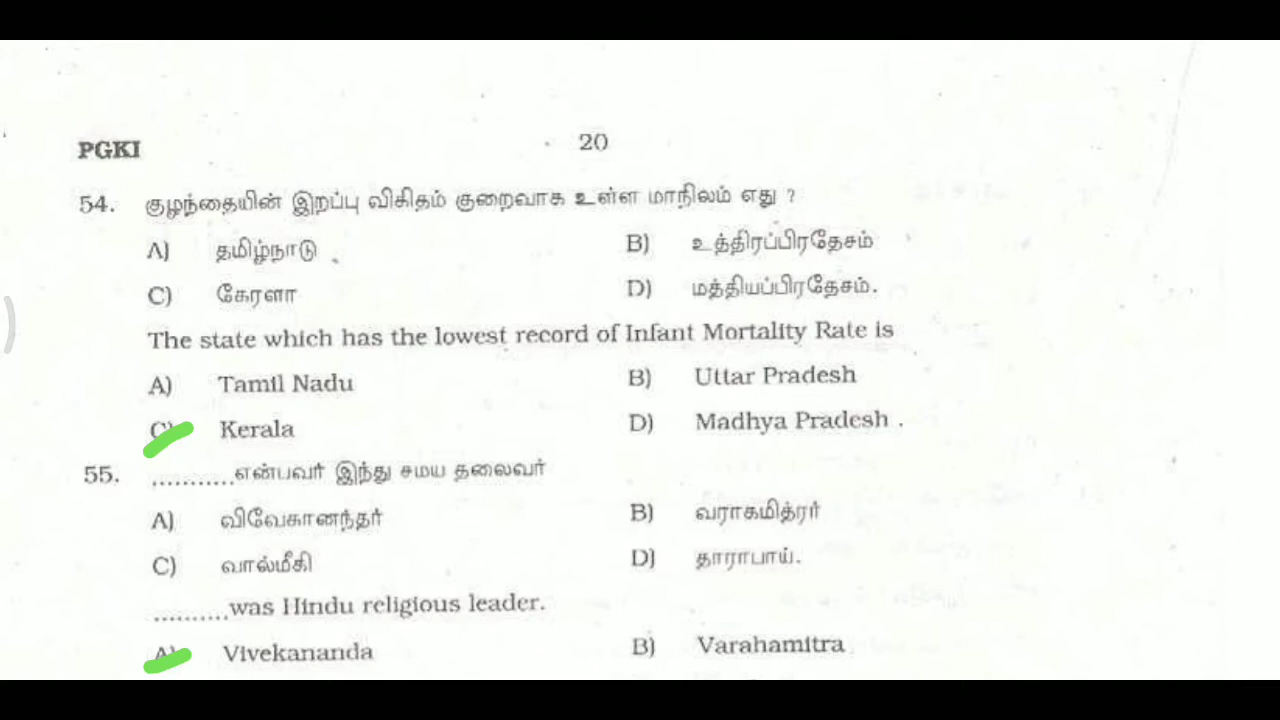 PGKI 20
54. குழந்தையின் இறப்பு விகிதம் குறைவாக உள்ள மாநிலம் எது ?
A) தமிழ்நாடு B) உத்திரப்பிரதேசம்
C) கேரளா D) மத்தியப்பிரதேசம்.
The state which has the lowest record of Infant Mortality Rate is
A) Tamil Nadu B) Uttar Pradesh
C) Kerala D) Madhya Pradesh .
55. ...........என்பவர் இந்து சமய தலைவர்
A) விவேகானந்தர் B) வராகமித்ரர்
C) வால்மீகி D) தாராபாய்.
..........was Hindu religious leader.
A) Vivekananda B) Varahamitra